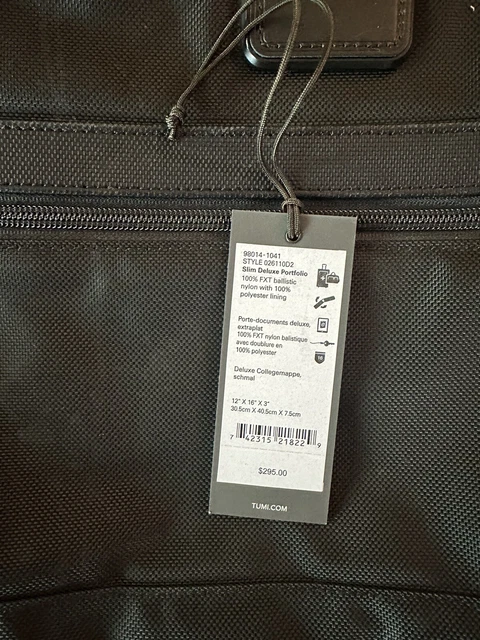 98014-1041
STYLE 026110D2
Slim Deluxe Portfolio
100% FXT ballistic
nylon with 100%
polyester lining
Porte-documents deluxe,
extraplat
100% FXT nylon balistique
avec doublure en
100% polyester
Deluxe Collegemappe,
schmal
12" X 16" X 3"
30.5cm X 40.5cm X 7.5cm
7 42315 21822 9
$295.00
TUMI.COM